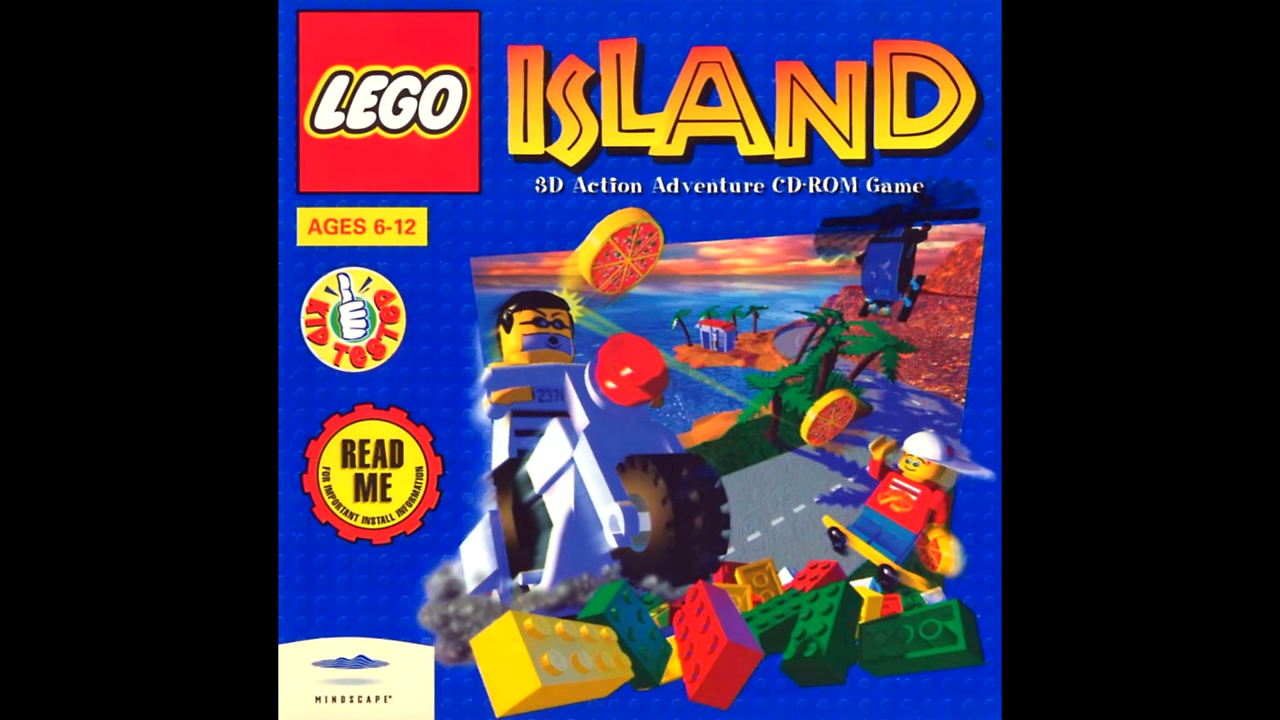 LEGO
ISLAND
3D Action Adventure CD-ROM Game
AGES 6-12
KID TESTED
READ
ME
FOR IMPORTANT INSTALL INFORMATION
MINDSCAPE